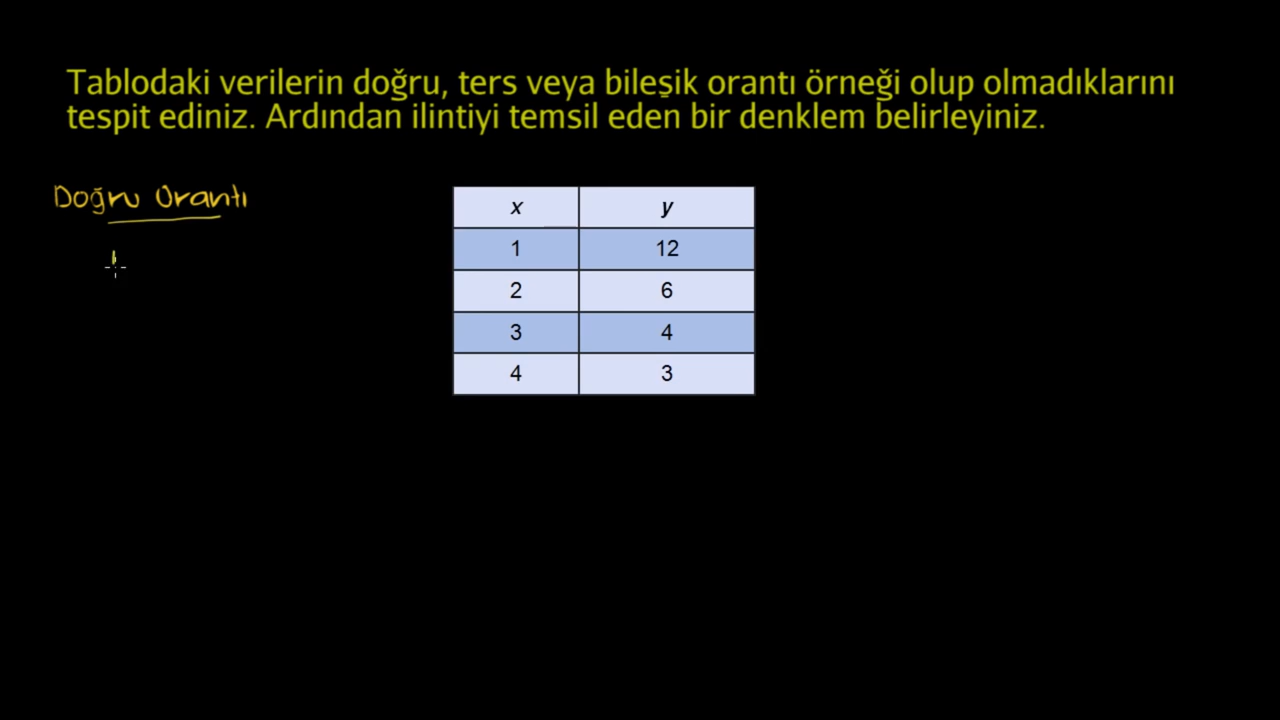 Tablodaki verilerin doğru, ters veya bileşik orantı örneği olup olmadıklarını
tespit ediniz. Ardından ilintiyi temsil eden bir denklem belirleyiniz.
Doğru Orantı
x y
1 12
2 6
3 4
4 3